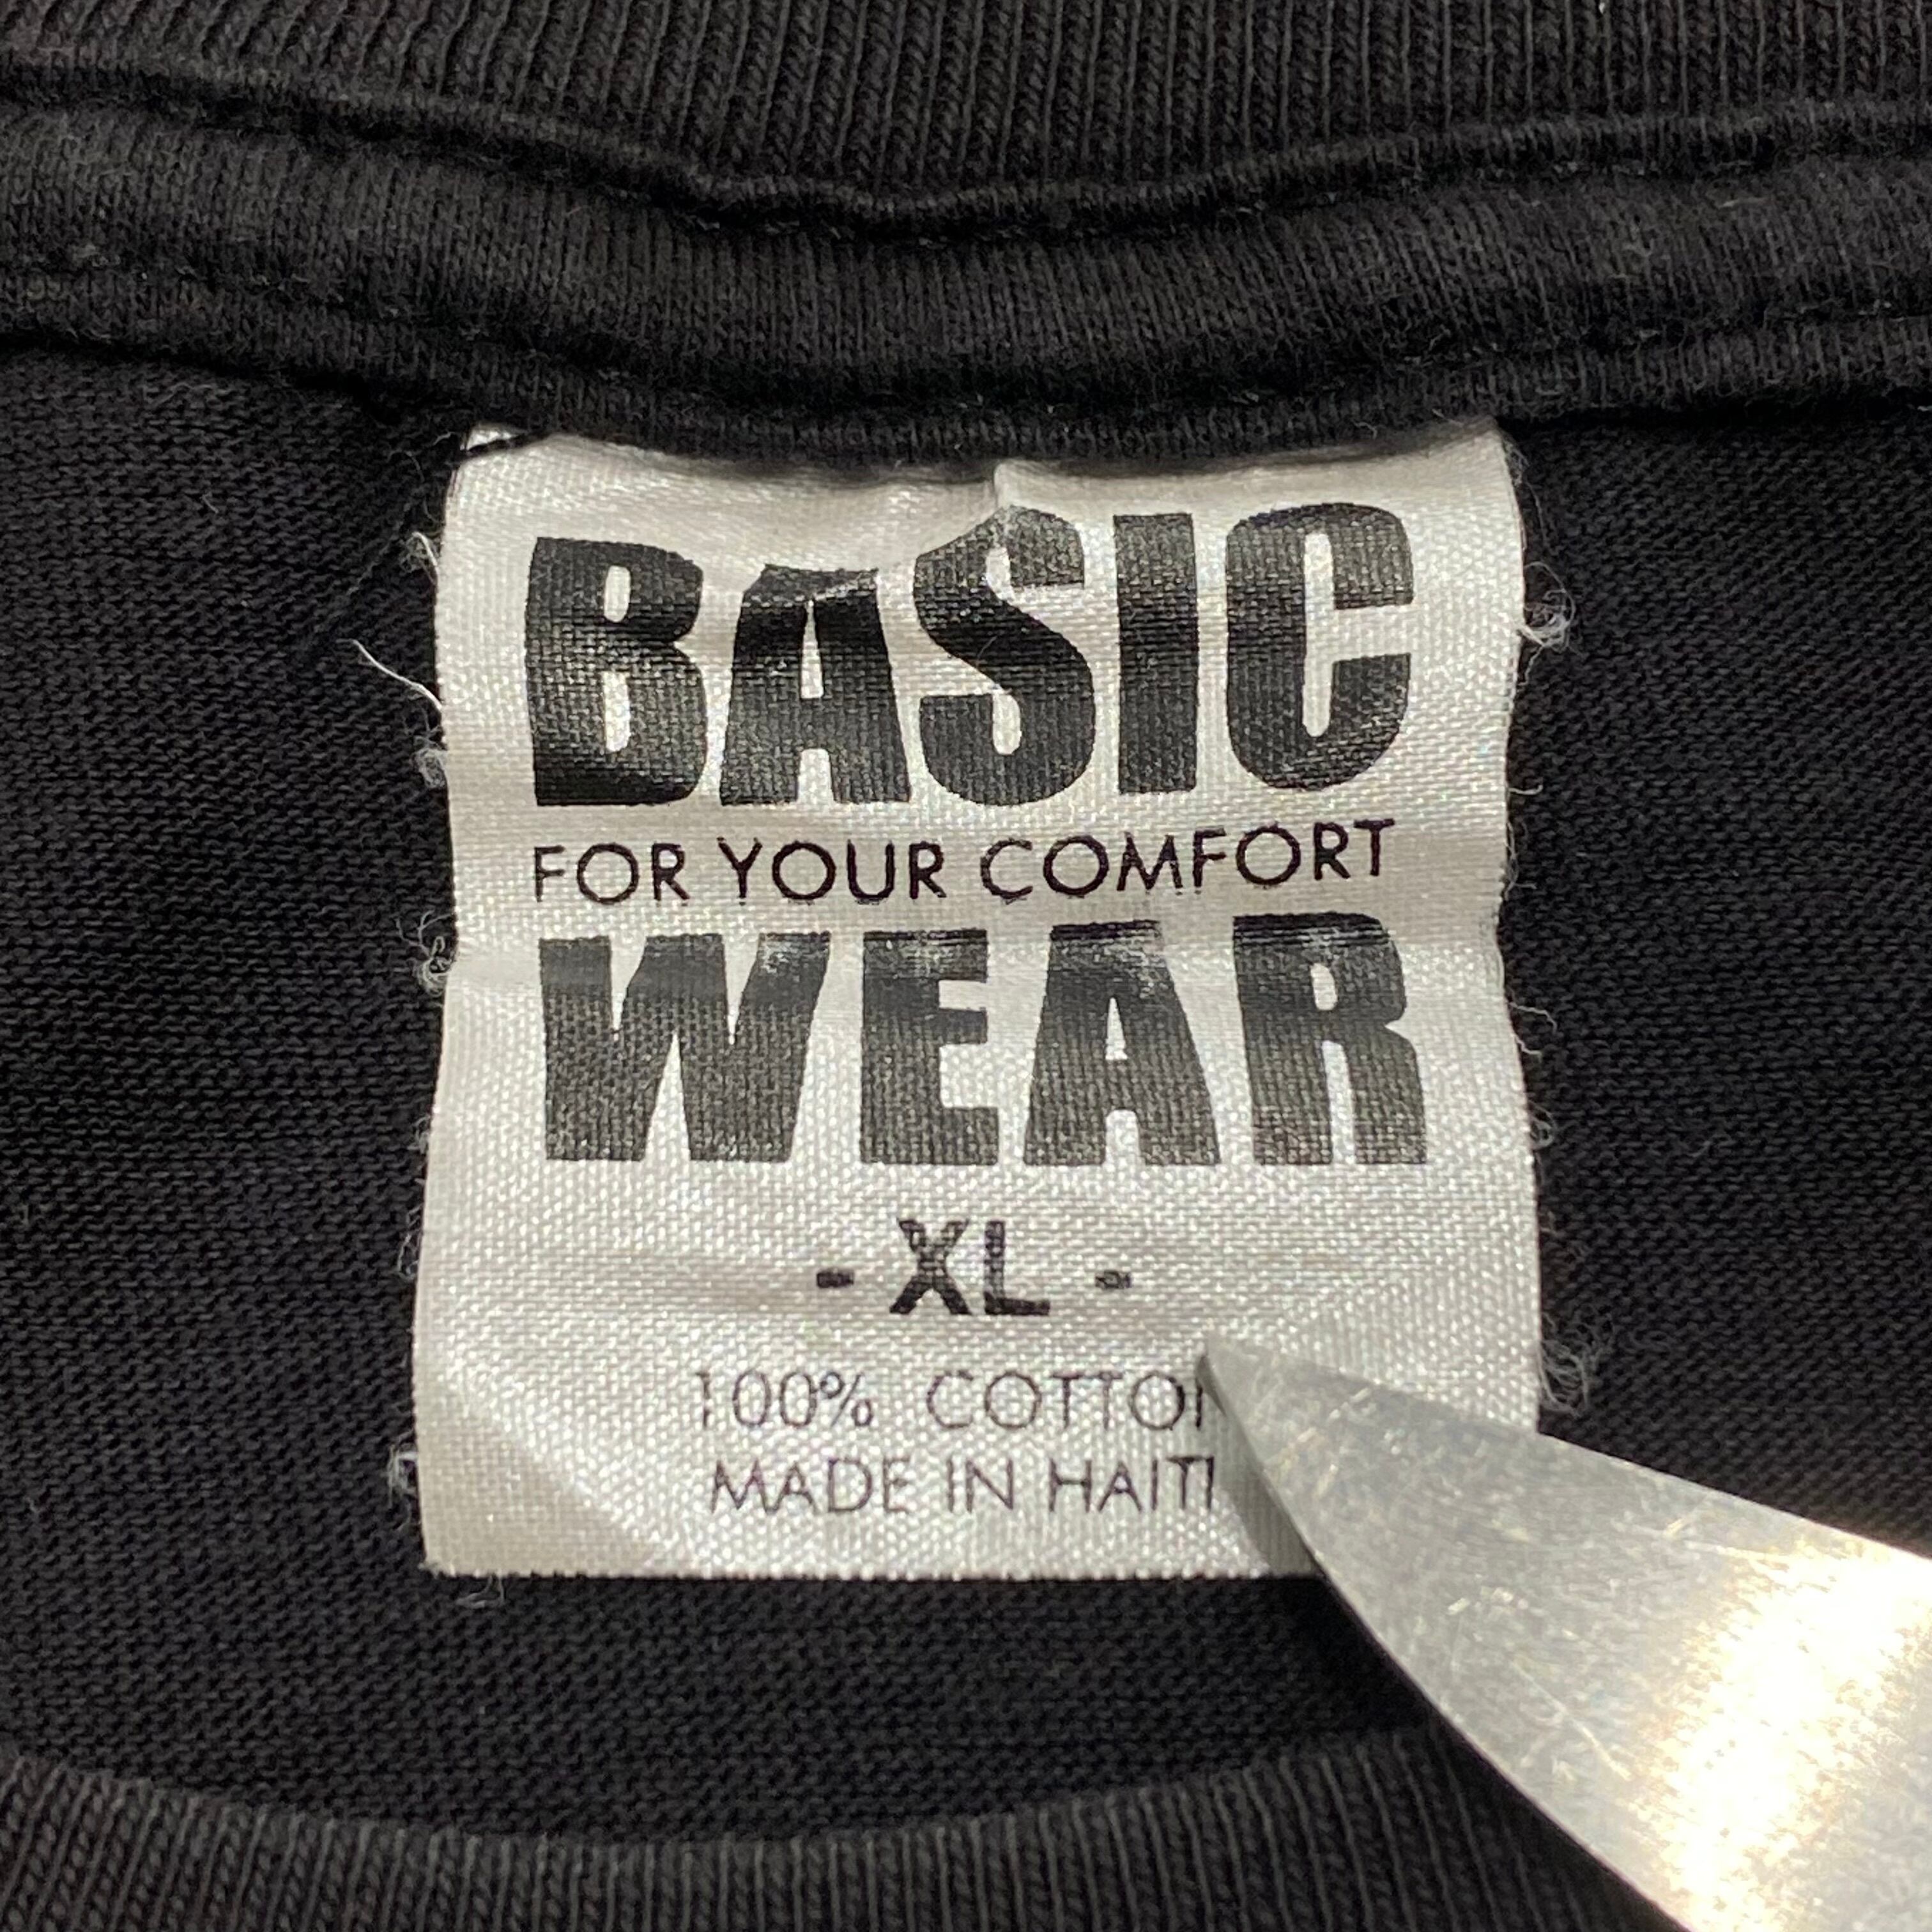 BASIC
FOR YOUR COMFORT
WEAR
- XL -
100% COTTON
MADE IN HAITI